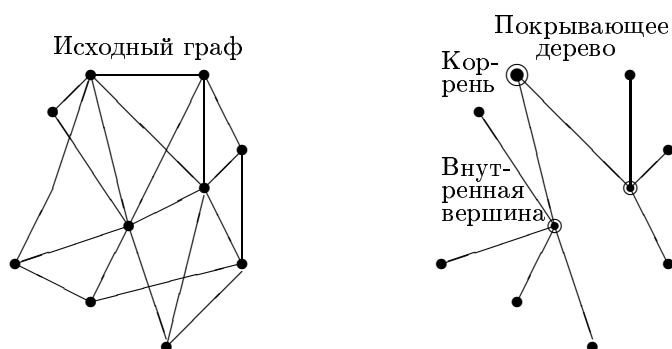 Исходный граф
Покрывающее
дерево
Кор-
рень
Внут-
ренная
вершина